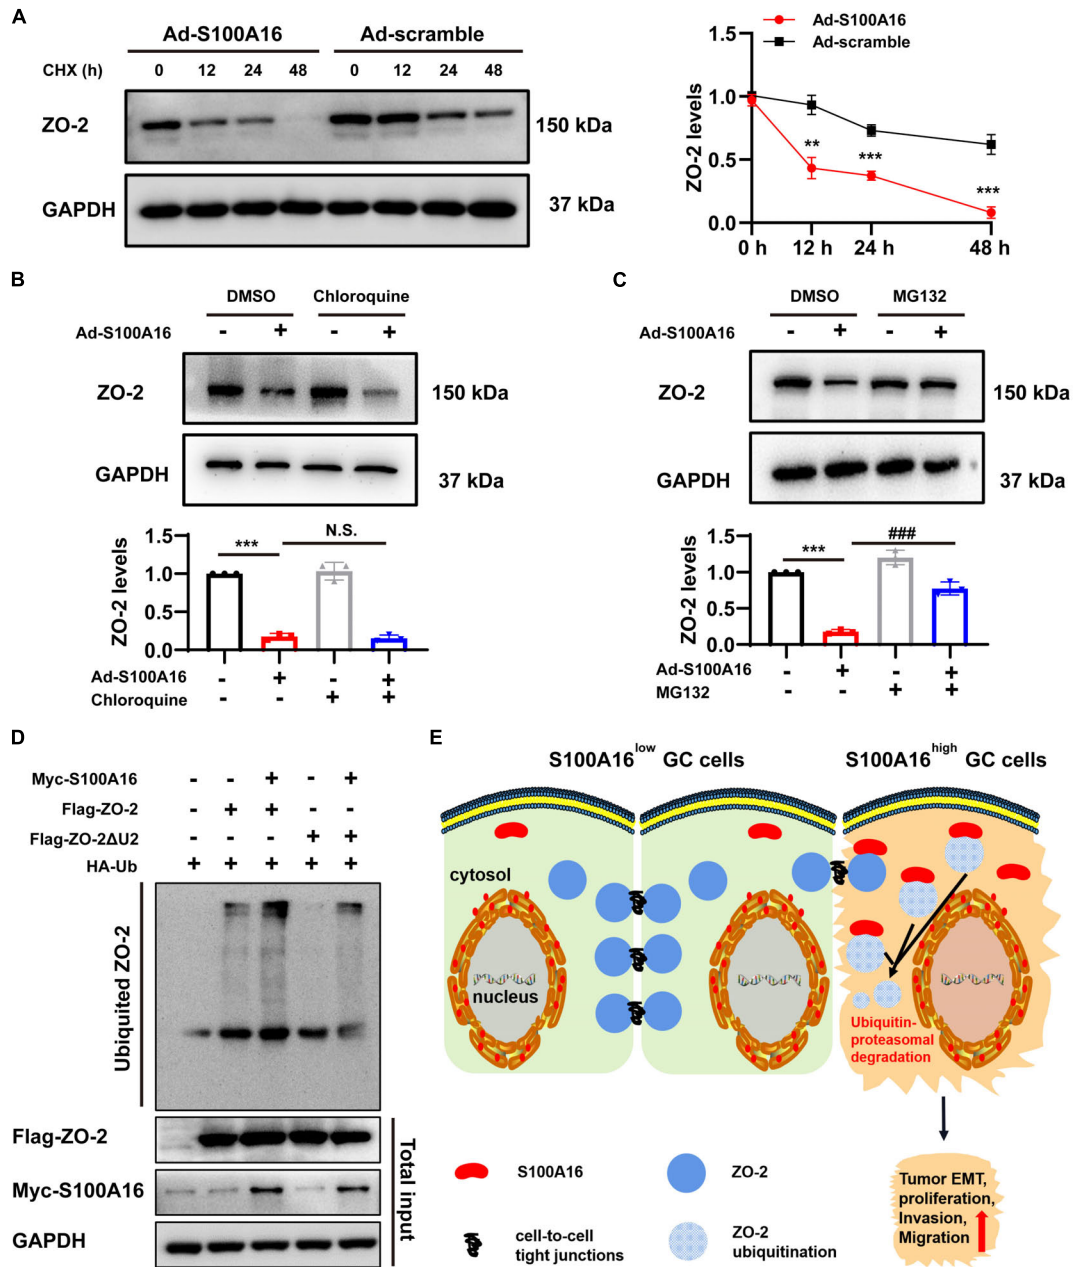 A
Ad-S100A16 Ad-scramble
CHX (h) 0 12 24 48 0 12 24 48
ZO-2 150 kDa
GAPDH 37 kDa
Ad-S100A16
Ad-scramble
ZO-2 levels
1.5
1.0
0.5
0.0
** *** ***
0 h 12 h 24 h 48 h
B
DMSO Chloroquine
Ad-S100A16 - + - +
ZO-2 150 kDa
GAPDH 37 kDa
ZO-2 levels
1.5
1.0
0.5
0.0
*** N.S.
Ad-S100A16 - + - +
Chloroquine - - + +
C
DMSO MG132
Ad-S100A16 - + - +
ZO-2 150 kDa
GAPDH 37 kDa
ZO-2 levels
1.5
1.0
0.5
0.0
*** ###
Ad-S100A16 - + - +
MG132 - - + +
D
Myc-S100A16 - - + - +
Flag-ZO-2 - + + - -
Flag-ZO-2ΔU2 - - - + +
HA-Ub + + + + +
Ubiquited ZO-2
Flag-ZO-2
Myc-S100A16
GAPDH
Total input
E
S100A16low GC cells S100A16high GC cells
cytosol
nucleus
Ubiquitin-
proteasomal
degradation
S100A16
ZO-2
cell-to-cell
tight junctions
ZO-2
ubiquitination
Tumor EMT,
proliferation,
Invasion,
Migration